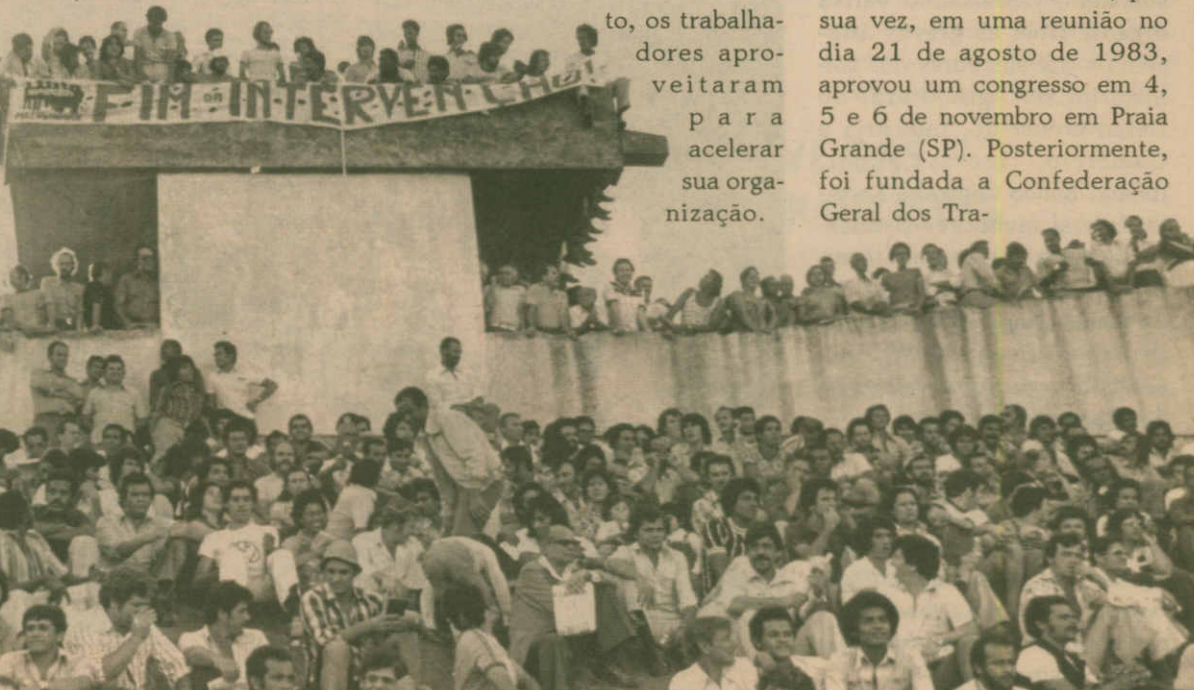 to, os trabalha-
dores apro-
veitaram
para
acelerar
sua orga-
nização.
sua vez, em uma reunião no
dia 21 de agosto de 1983,
aprovou um congresso em 4,
5 e 6 de novembro em Praia
Grande (SP). Posteriormente,
foi fundada a Confederação
Geral dos Tra-
FIM DA INTERVENÇÃO!